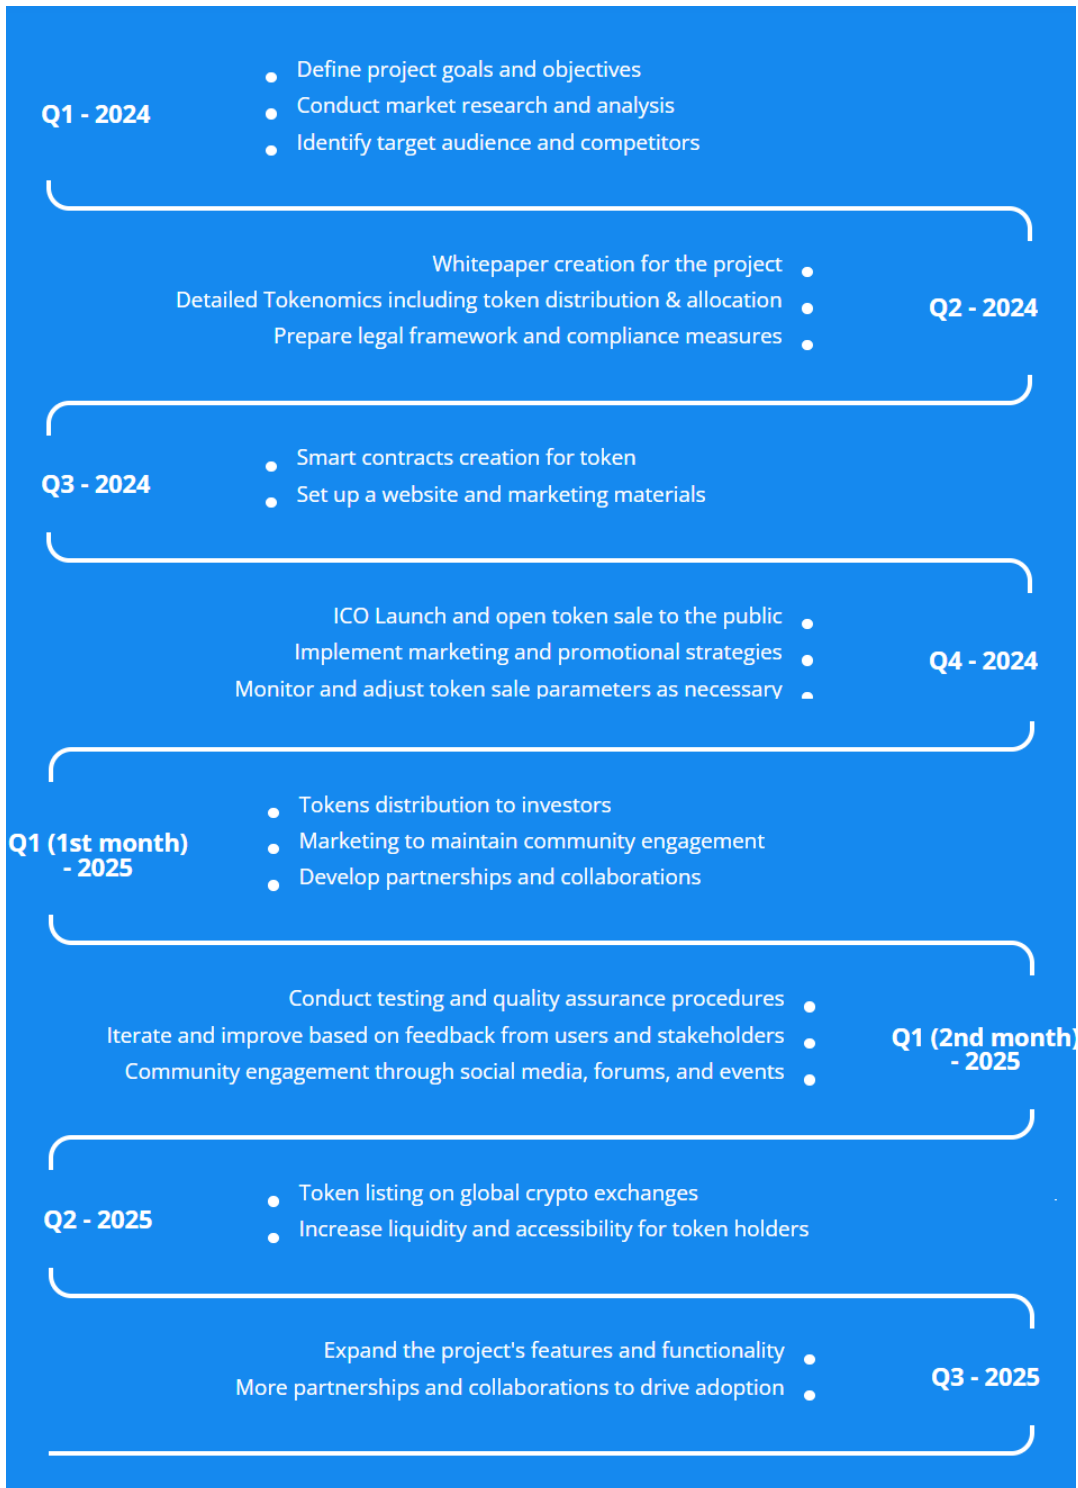 Define project goals and objectives
Q1 - 2024
Conduct market research and analysis
Identify target audience and competitors
Whitepaper creation for the project
Detailed Tokenomics including token distribution & allocation
Q2 - 2024
Prepare legal framework and compliance measures
Smart contracts creation for token
Q3 - 2024
Set up a website and marketing materials
ICO Launch and open token sale to the public
Implement marketing and promotional strategies
Q4 - 2024
Monitor and adjust token sale parameters as necessary
Tokens distribution to investors
Q1 (1st month)
- 2025
Marketing to maintain community engagement
Develop partnerships and collaborations
Conduct testing and quality assurance procedures
Iterate and improve based on feedback from users and stakeholders
Q1 (2nd month)
- 2025
Community engagement through social media, forums, and events
Token listing on global crypto exchanges
Q2 - 2025
Increase liquidity and accessibility for token holders
Expand the project's features and functionality
Q3 - 2025
More partnerships and collaborations to drive adoption